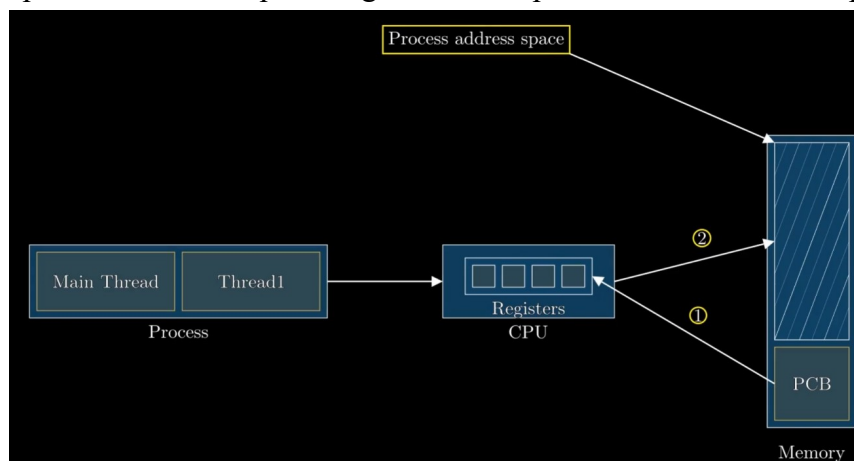 Process address space
②
Main Thread
Thread1
Registers
①
Process
CPU
PCB
Memory